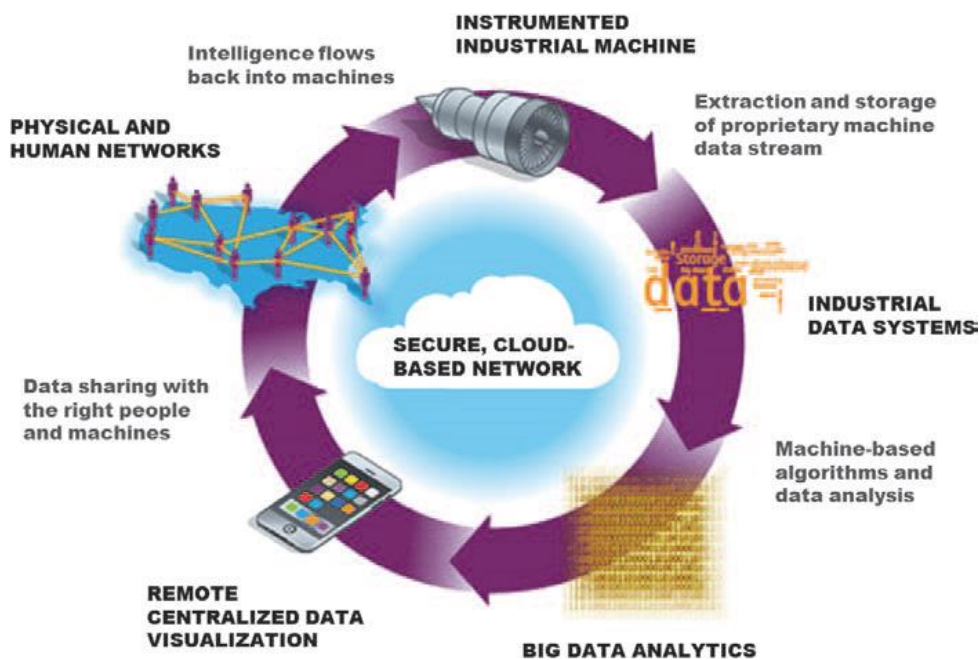 INSTRUMENTED
INDUSTRIAL MACHINE
Intelligence flows
back into machines
Extraction and storage
of proprietary machine
data stream
PHYSICAL AND
HUMAN NETWORKS
Storage
data
INDUSTRIAL
DATA SYSTEMS
SECURE, CLOUD-
BASED NETWORK
Data sharing with
the right people
and machines
Machine-based
algorithms and
data analysis
REMOTE
CENTRALIZED DATA
VISUALIZATION
BIG DATA ANALYTICS